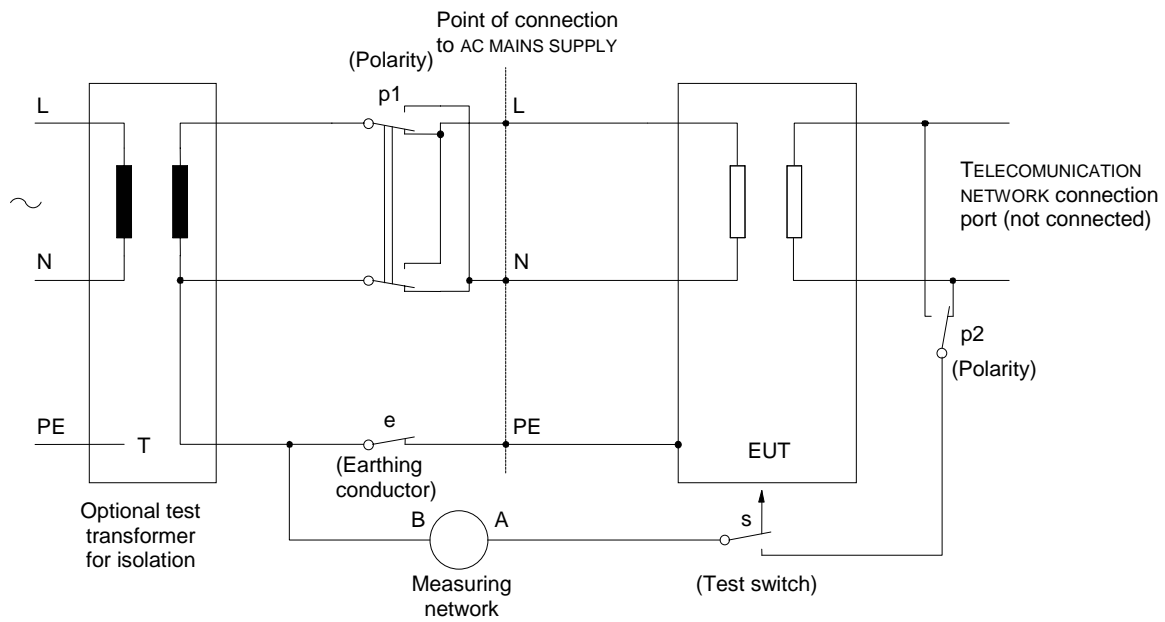 Point of connection
to AC MAINS SUPPLY
(Polarity)
p1
L
L
TELECOMUNICATION
NETWORK connection
port (not connected)
N
N
p2
(Polarity)
PE
T
e
PE
EUT
(Earthing
conductor)
Optional test
transformer
for isolation
B
A
s
Measuring
network
(Test switch)